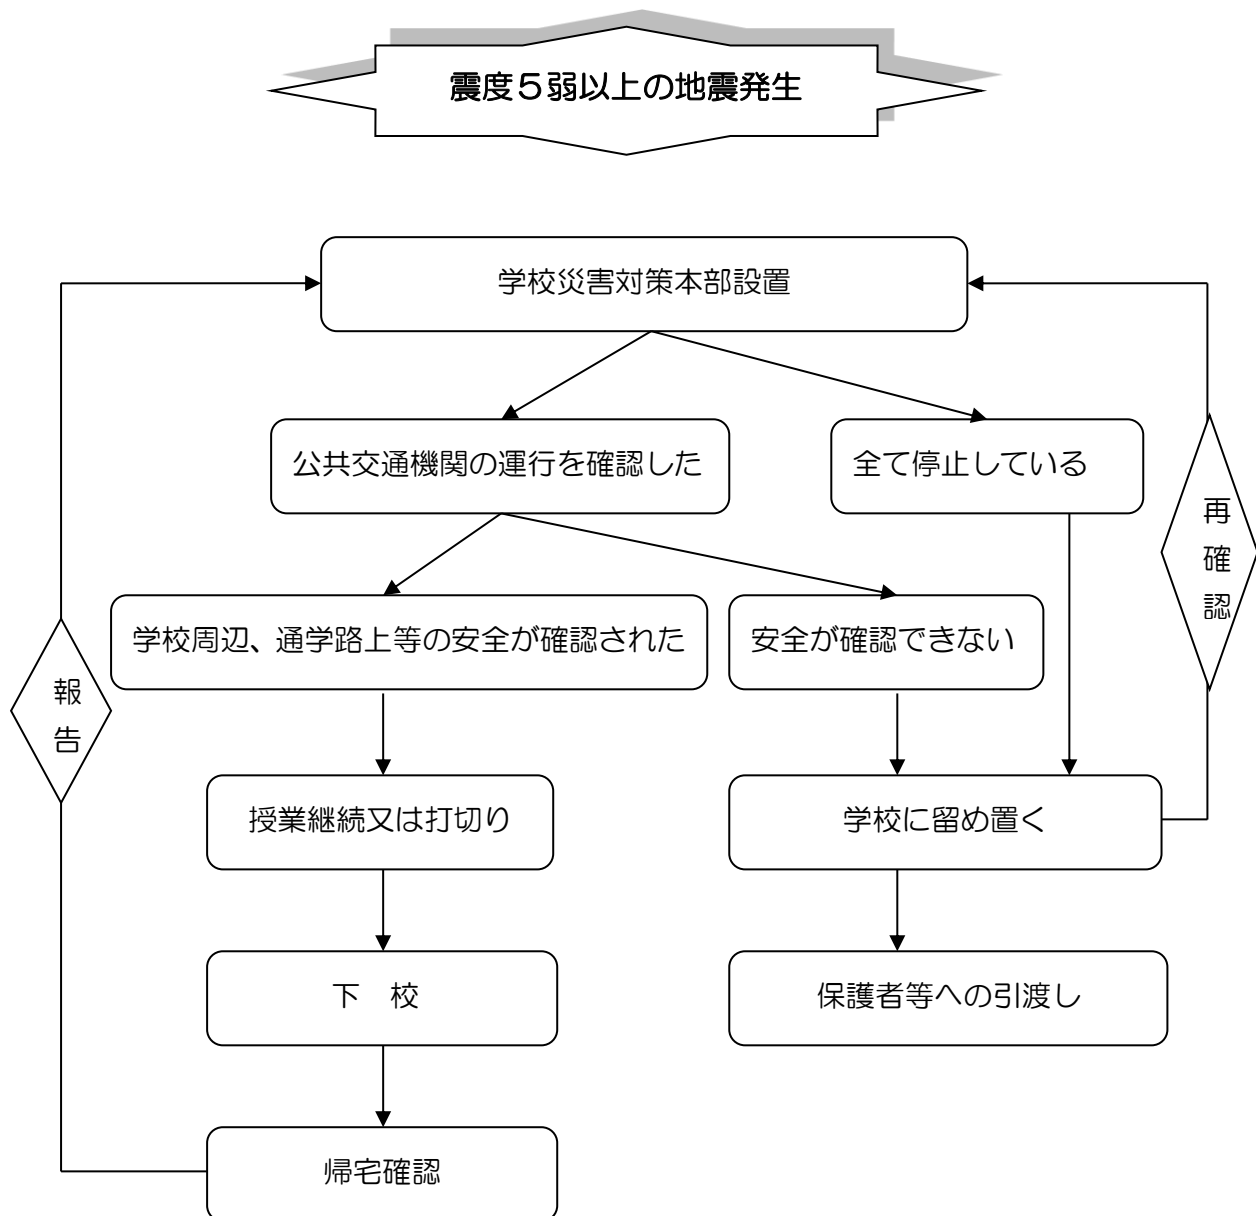 震度５弱以上の地震発生
学校災害対策本部設置
公共交通機関の運行を確認した
全て停止している
再確認
学校周辺、通学路上等の安全が確認された
安全が確認できない
報告
授業継続又は打切り
学校に留め置く
下　校
保護者等への引渡し
帰宅確認